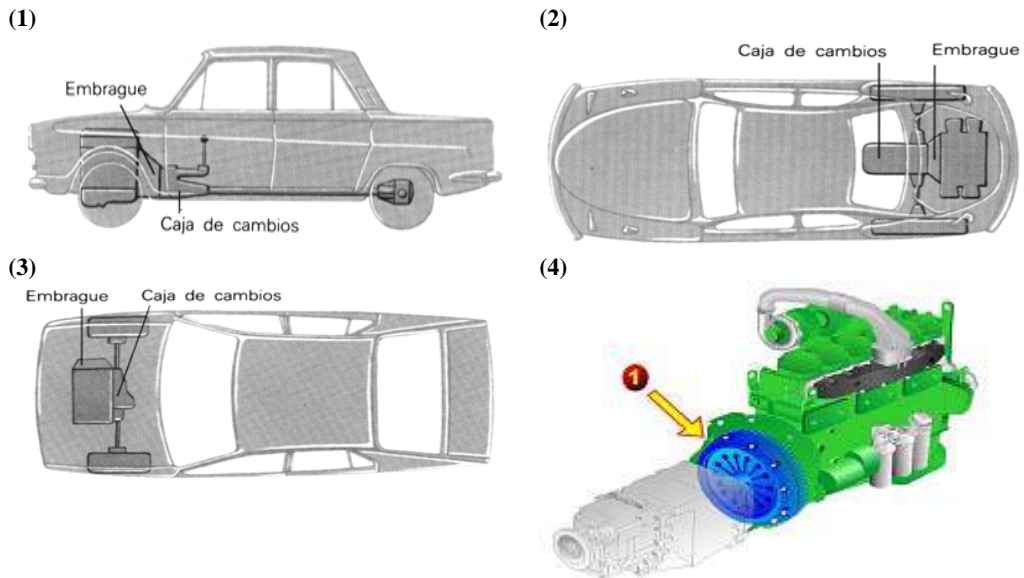 (1)
(2)
Embrague
Caja de cambios
Caja de cambios
Embrague
(3)
(4)
Embrague
Caja de cambios
1